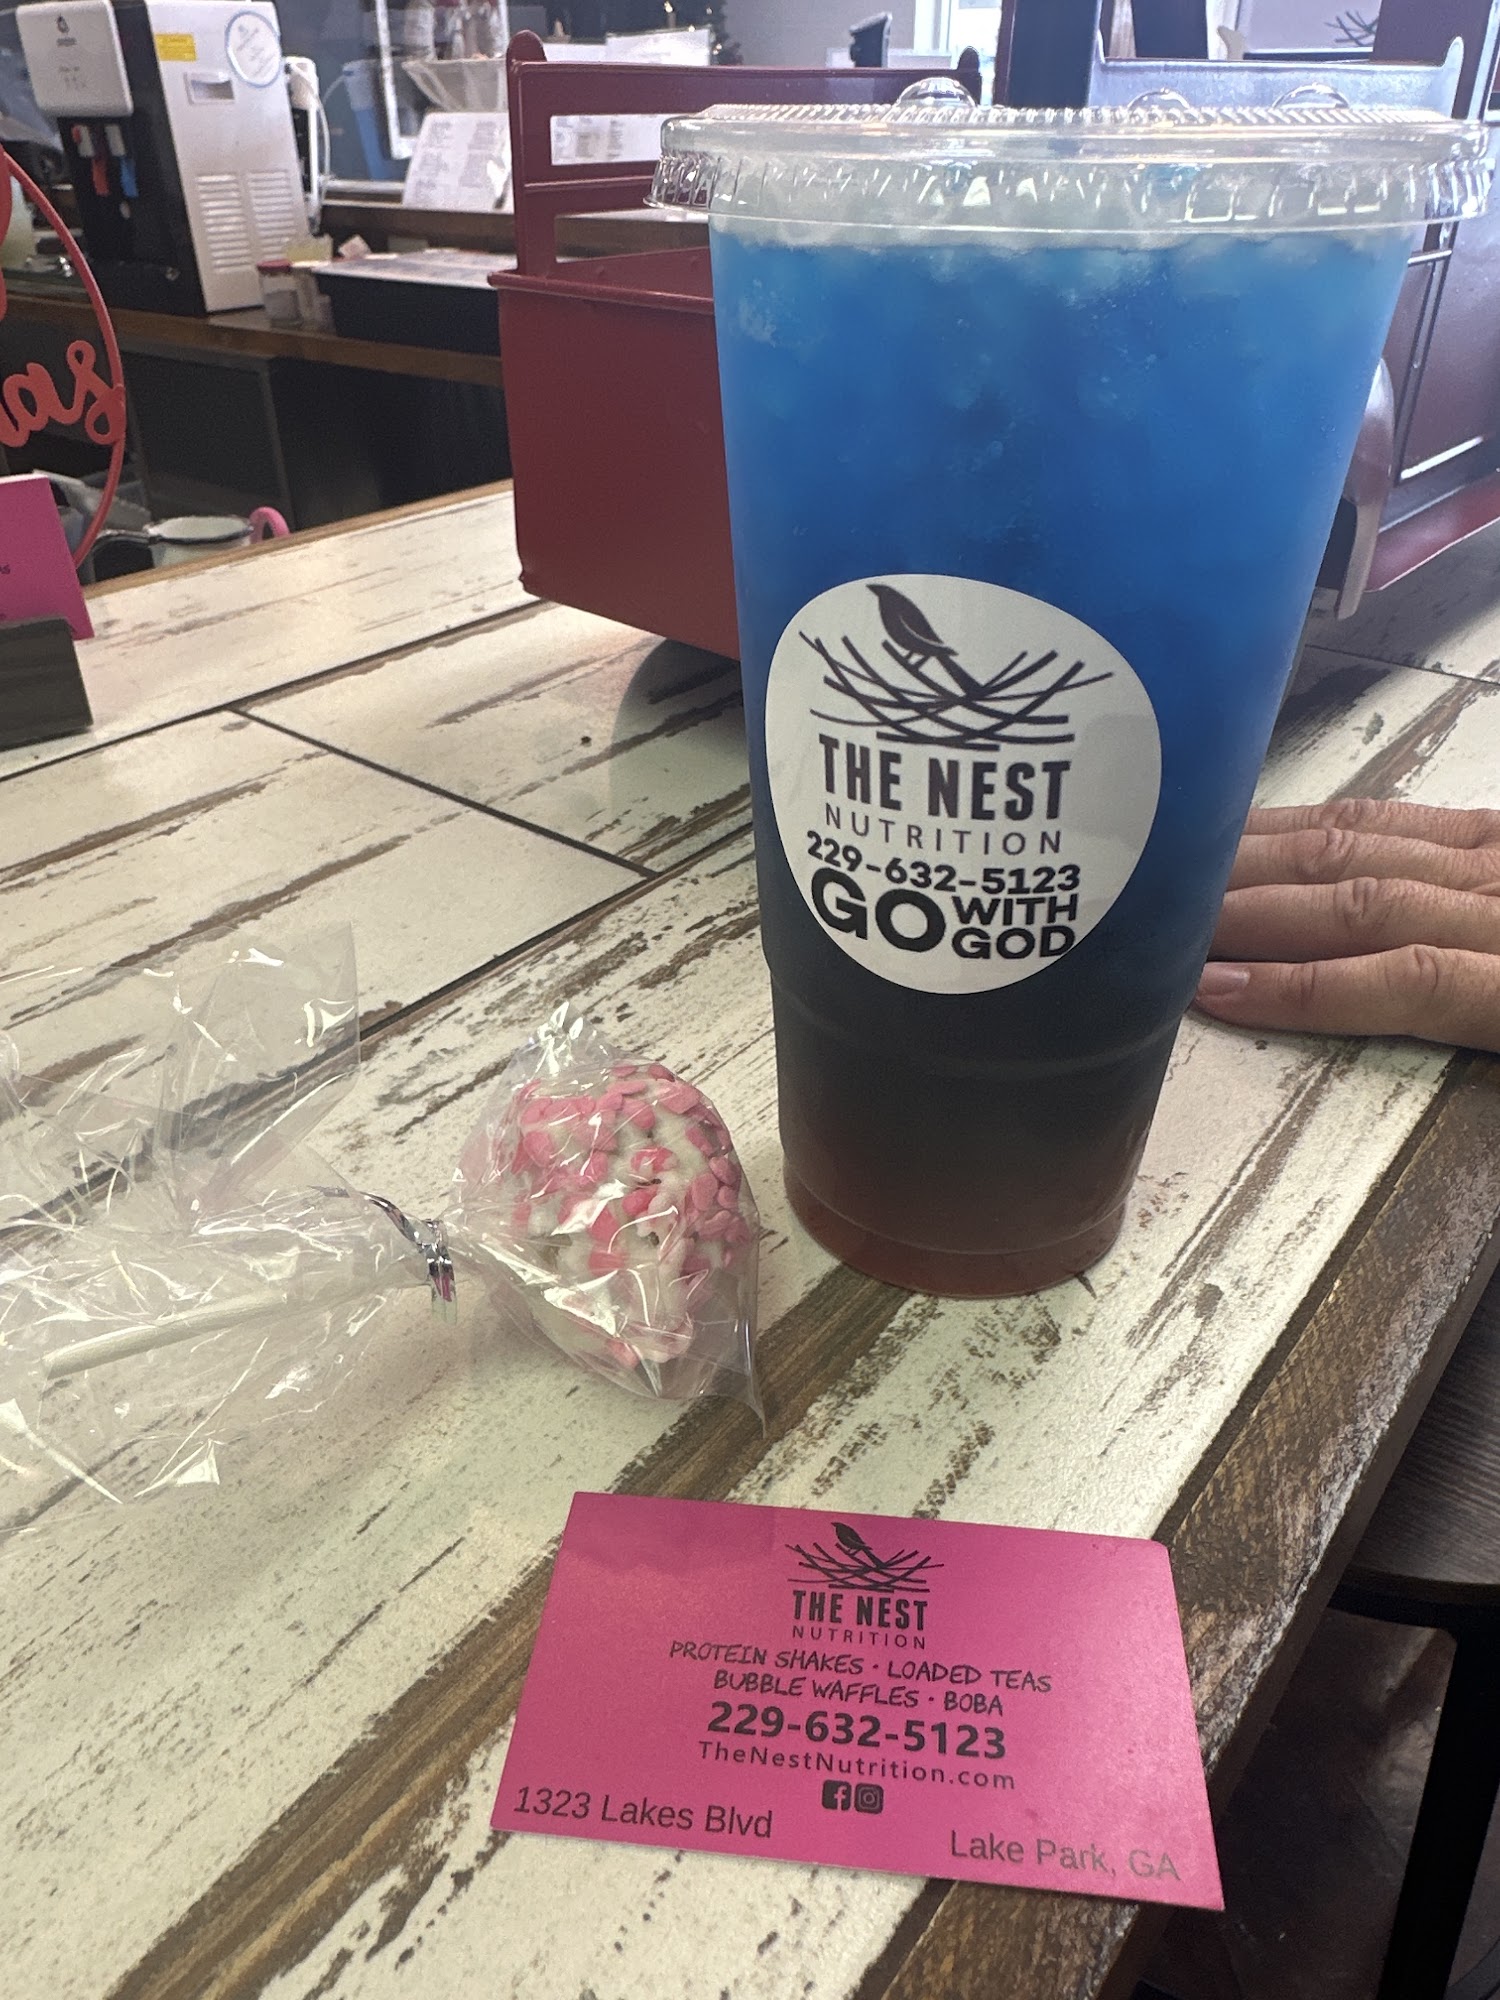 as
THE NEST
NUTRITION
229-632-5123
GO WITH
GOD
THE NEST
NUTRITION
PROTEIN SHAKES · LOADED TEAS
BUBBLE WAFFLES · BOBA
229-632-5123
TheNestNutrition.com
1323 Lakes Blvd
Lake Park, GA